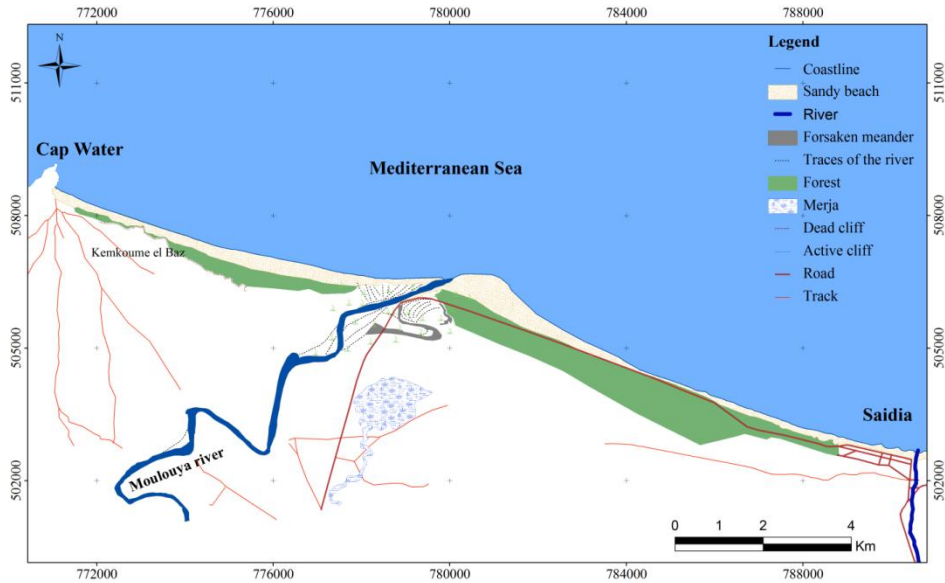 772000 776000 780000 784000 788000
N
Legend
Coastline
Sandy beach
River
Forsaken meander
Traces of the river
Forest
Merja
Dead cliff
Active cliff
Road
Track
511000 511000
Cap Water
Mediterranean Sea
508000 508000
Kemkoume el Baz
505000 505000
Saidia
Moulouya river
502000 502000
0 1 2 4
Km
772000 776000 780000 784000 788000